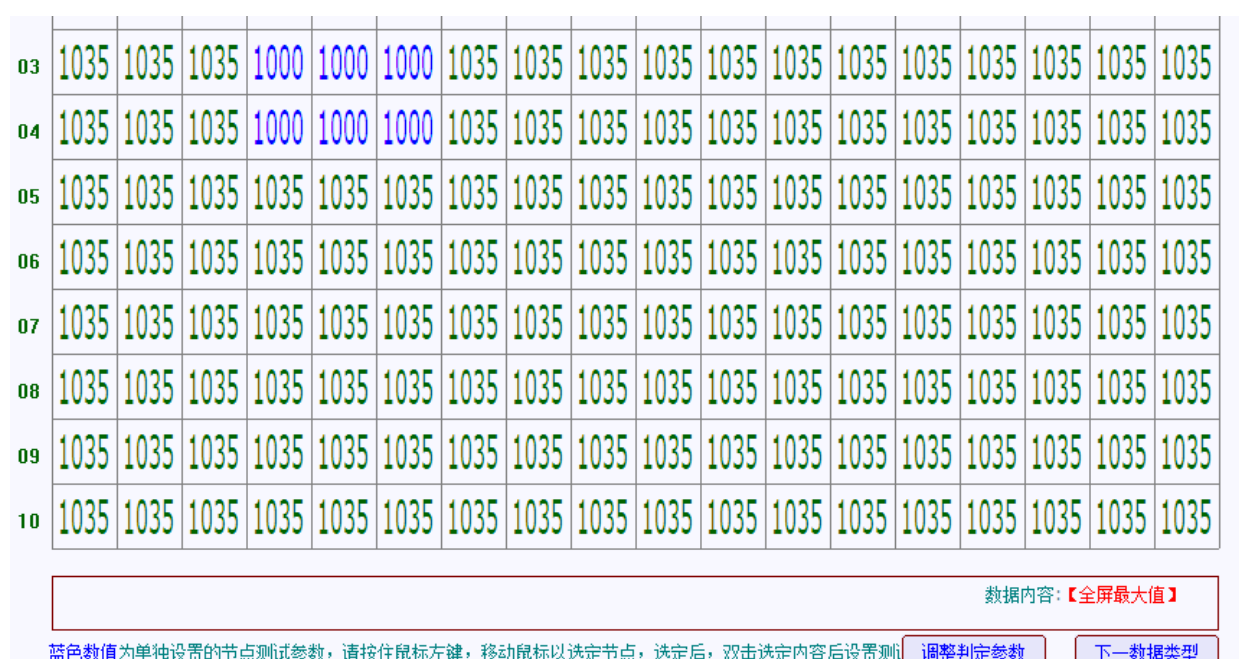 03 1035 1035 1035 1000 1000 1000 1035 1035 1035 1035 1035 1035 1035 1035 1035 1035 1035 1035
04 1035 1035 1035 1000 1000 1000 1035 1035 1035 1035 1035 1035 1035 1035 1035 1035 1035 1035
05 1035 1035 1035 1035 1035 1035 1035 1035 1035 1035 1035 1035 1035 1035 1035 1035 1035 1035
06 1035 1035 1035 1035 1035 1035 1035 1035 1035 1035 1035 1035 1035 1035 1035 1035 1035 1035
07 1035 1035 1035 1035 1035 1035 1035 1035 1035 1035 1035 1035 1035 1035 1035 1035 1035 1035
08 1035 1035 1035 1035 1035 1035 1035 1035 1035 1035 1035 1035 1035 1035 1035 1035 1035 1035
09 1035 1035 1035 1035 1035 1035 1035 1035 1035 1035 1035 1035 1035 1035 1035 1035 1035 1035
10 1035 1035 1035 1035 1035 1035 1035 1035 1035 1035 1035 1035 1035 1035 1035 1035 1035 1035
数据内容:【全屏最大值】
蓝色数值为单独设置的节点测试参数，请按住鼠标左键，移动鼠标以选定节点，选定后，双击选定内容后设置测 调整判定参数 下一数据类型